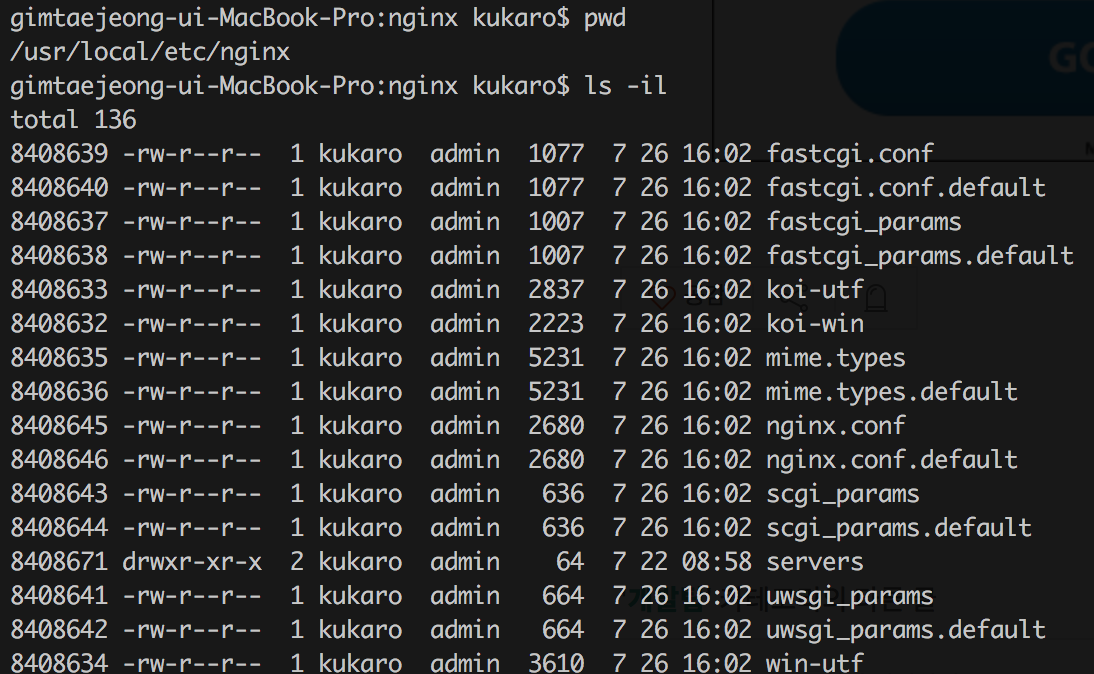 gimtaejeong-ui-MacBook-Pro:nginx kukaro$ pwd
/usr/local/etc/nginx
gimtaejeong-ui-MacBook-Pro:nginx kukaro$ ls -il
total 136
8408639 -rw-r--r--  1 kukaro  admin  1077  7 26 16:02 fastcgi.conf
8408640 -rw-r--r--  1 kukaro  admin  1077  7 26 16:02 fastcgi.conf.default
8408637 -rw-r--r--  1 kukaro  admin  1007  7 26 16:02 fastcgi_params
8408638 -rw-r--r--  1 kukaro  admin  1007  7 26 16:02 fastcgi_params.default
8408633 -rw-r--r--  1 kukaro  admin  2837  7 26 16:02 koi-utf
8408632 -rw-r--r--  1 kukaro  admin  2223  7 26 16:02 koi-win
8408635 -rw-r--r--  1 kukaro  admin  5231  7 26 16:02 mime.types
8408636 -rw-r--r--  1 kukaro  admin  5231  7 26 16:02 mime.types.default
8408645 -rw-r--r--  1 kukaro  admin  2680  7 26 16:02 nginx.conf
8408646 -rw-r--r--  1 kukaro  admin  2680  7 26 16:02 nginx.conf.default
8408643 -rw-r--r--  1 kukaro  admin   636  7 26 16:02 scgi_params
8408644 -rw-r--r--  1 kukaro  admin   636  7 26 16:02 scgi_params.default
8408671 drwxr-xr-x  2 kukaro  admin    64  7 22 08:58 servers
8408641 -rw-r--r--  1 kukaro  admin   664  7 26 16:02 uwsgi_params
8408642 -rw-r--r--  1 kukaro  admin   664  7 26 16:02 uwsgi_params.default
8408634 -rw-r--r--  1 kukaro  admin  3610  7 26 16:02 win-utf